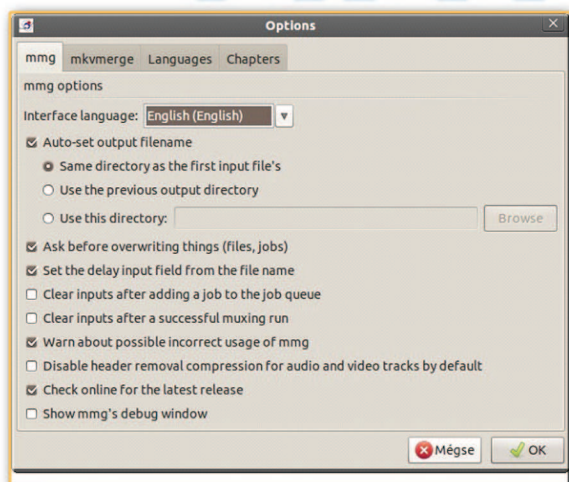 Options
mmg mkvmerge Languages Chapters
mmg options
Interface language: English (English)
Auto-set output filename
Same directory as the first input file's
Use the previous output directory
Use this directory: Browse
Ask before overwriting things (files, jobs)
Set the delay input field from the file name
Clear inputs after adding a job to the job queue
Clear inputs after a successful muxing run
Warn about possible incorrect usage of mmg
Disable header removal compression for audio and video tracks by default
Check online for the latest release
Show mmg's debug window
Mégse OK